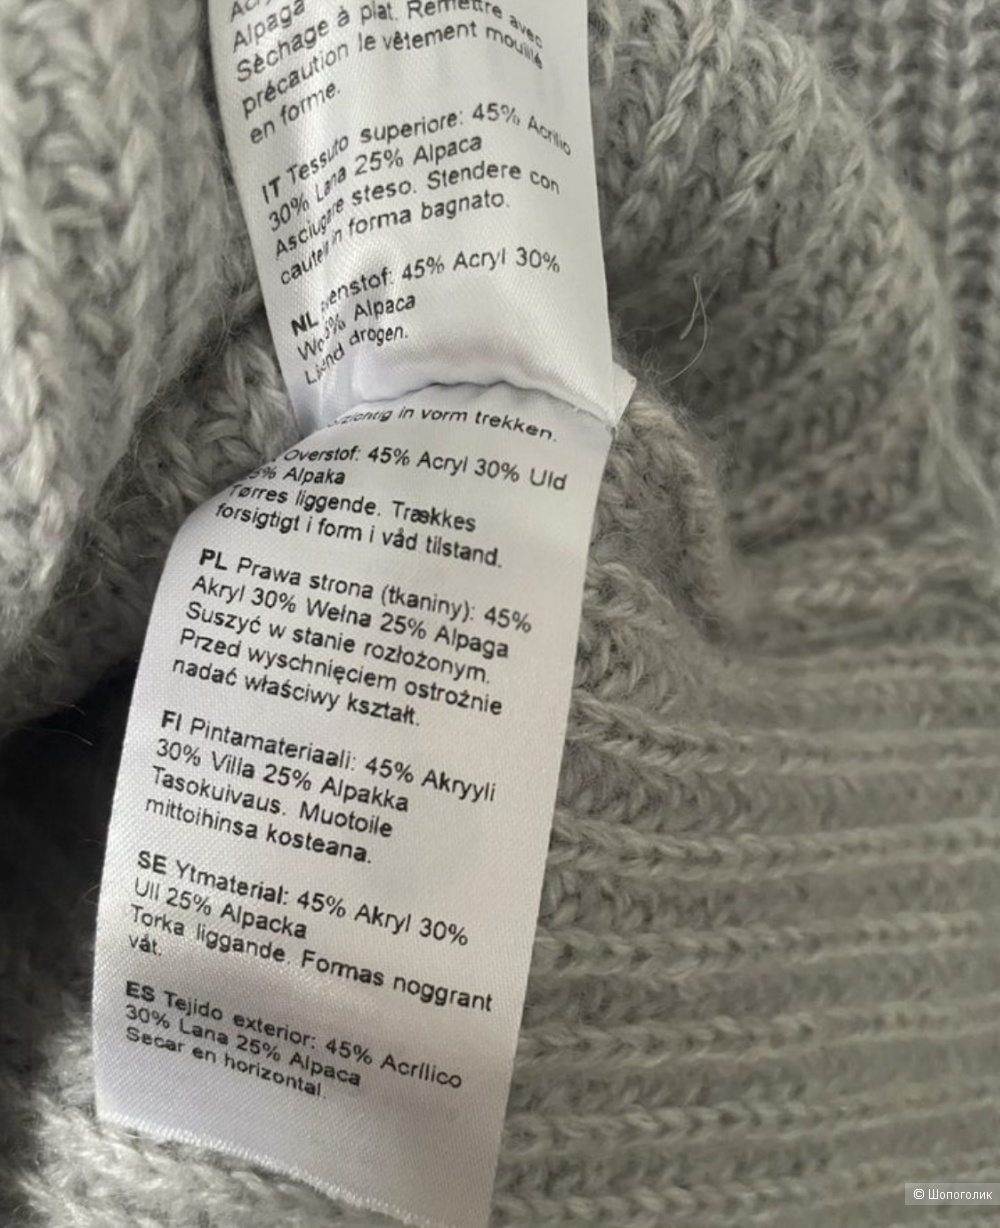 Alpaga
Sèchage à plat. Remettre avec
précaution le vêtement mouillé
en forme.
IT Tessuto superiore: 45% Acrilio
30% Lana 25% Alpaca
Asciugare steso. Stendere con
in forma bagnato.
NL 45% Acryl 30%
Alpaca
drogen.
in vorm trekken.
Overstof: 45% Acryl 30% Uld
Alpaka
Tørres liggende. Trækkes
forsigtigt i form i våd tilstand.
PL Prawa strona (tkaniny): 45%
Akryl 30% Wełna 25% Alpaga
Suszyć w stanie rozłożonym.
Przed wyschnięciem ostrożnie
nadać właściwy kształt.
FI Pintamateriaali: 45% Akryyli
30% Villa 25% Alpakka
Tasokuivaus. Muotoile
mittoihinsa kosteana.
SE Ytmaterial: 45% Akryl 30%
Ull 25% Alpacka
Torka liggande. Formas noggrant
våt.
ES Tejido exterior: 45% Acríl­ico
30% Lana 25% Alpaca
Secar en horizontal.
© Шопоголик